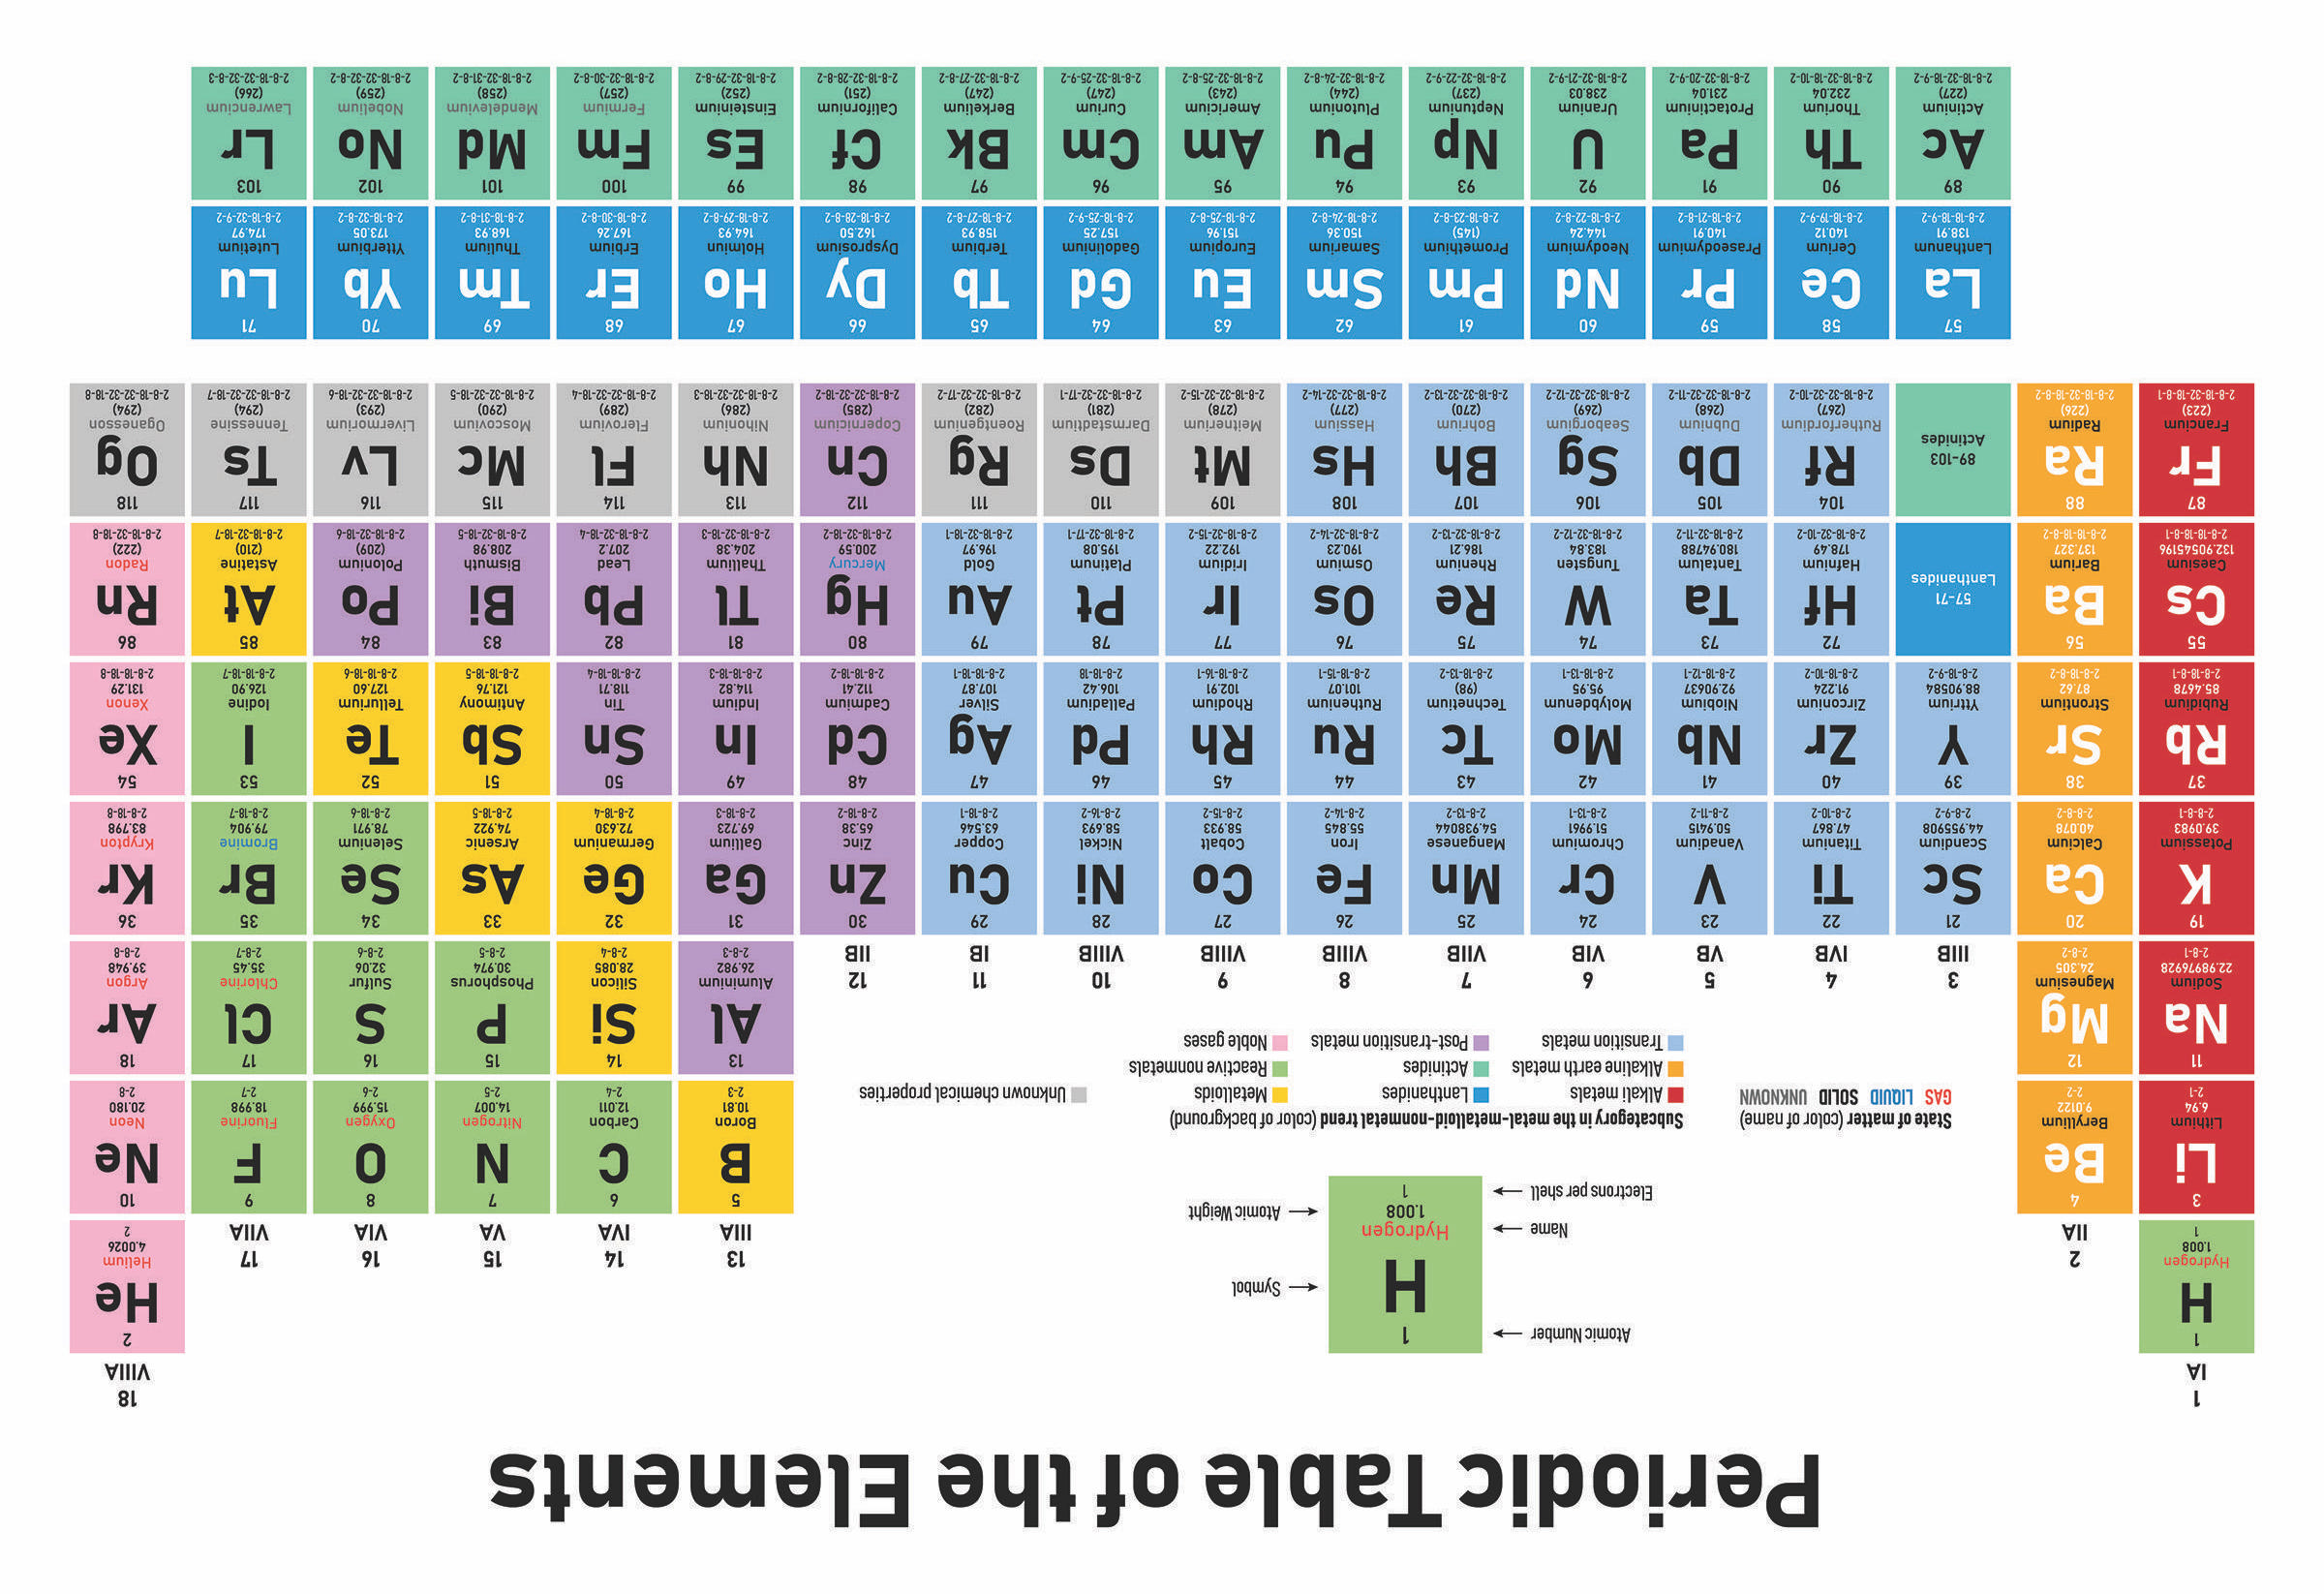 Periodic Table of the Elements
1 18
IA VIIIA
1 2
H He
Hydrogen Helium
1.008 4.0026
1 2
1
H
Hydrogen
1.008
1
Atomic Number
Symbol
Name
Atomic Weight
Electrons per shell
2 13 14 15 16 17
IIA IIIA IVA VA VIA VIIA
3 4 5 6 7 8 9 10
Li Be B C N O F Ne
Lithium Beryllium Boron Carbon Nitrogen Oxygen Fluorine Neon
6.94 9.0122 10.81 12.011 14.007 15.999 18.998 20.180
2-1 2-2 2-3 2-4 2-5 2-6 2-7 2-8
State of matter (color of name)
GAS LIQUID SOLID UNKNOWN
Subcategory in the metal-metalloid-nonmetal trend (color of background)
Alkali metals Lanthanides Metalloids Unknown chemical properties
Alkaline earth metals Actinides Reactive nonmetals
Transition metals Post-transition metals Noble gases
11 12 13 14 15 16 17 18
Na Mg Al Si P S Cl Ar
Sodium Magnesium Aluminium Silicon Phosphorus Sulfur Chlorine Argon
22.98976928 24.305 26.982 28.085 30.974 32.06 35.45 39.948
2-8-1 2-8-2 2-8-3 2-8-4 2-8-5 2-8-6 2-8-7 2-8-8
3 4 5 6 7 8 9 10 11 12
IIIB IVB VB VIB VIIB VIIIB VIIIB VIIIB IB IIB
19 20 21 22 23 24 25 26 27 28 29 30 31 32 33 34 35 36
K Ca Sc Ti V Cr Mn Fe Co Ni Cu Zn Ga Ge As Se Br Kr
Potassium Calcium Scandium Titanium Vanadium Chromium Manganese Iron Cobalt Nickel Copper Zinc Gallium Germanium Arsenic Selenium Bromine Krypton
39.0983 40.078 44.955908 47.867 50.9415 51.9961 54.938044 55.845 58.933 58.693 63.546 65.38 69.723 72.630 74.922 78.971 79.904 83.798
2-8-8-1 2-8-8-2 2-8-9-2 2-8-10-2 2-8-11-2 2-8-13-1 2-8-13-2 2-8-14-2 2-8-15-2 2-8-16-2 2-8-18-1 2-8-18-2 2-8-18-3 2-8-18-4 2-8-18-5 2-8-18-6 2-8-18-7 2-8-18-8
37 38 39 40 41 42 43 44 45 46 47 48 49 50 51 52 53 54
Rb Sr Y Zr Nb Mo Tc Ru Rh Pd Ag Cd In Sn Sb Te I Xe
Rubidium Strontium Yttrium Zirconium Niobium Molybdenum Technetium Ruthenium Rhodium Palladium Silver Cadmium Indium Tin Antimony Tellurium Iodine Xenon
85.4678 87.62 88.90584 91.224 92.90637 95.95 (98) 101.07 102.91 106.42 107.87 112.41 114.82 118.71 121.76 127.60 126.90 131.29
2-8-18-8-1 2-8-18-8-2 2-8-18-9-2 2-8-18-10-2 2-8-18-12-1 2-8-18-13-1 2-8-18-13-2 2-8-18-15-1 2-8-18-16-1 2-8-18-18 2-8-18-18-1 2-8-18-18-2 2-8-18-18-3 2-8-18-18-4 2-8-18-18-5 2-8-18-18-6 2-8-18-18-7 2-8-18-18-8
55 56 57-71 72 73 74 75 76 77 78 79 80 81 82 83 84 85 86
Cs Ba Lanthanides Hf Ta W Re Os Ir Pt Au Hg Tl Pb Bi Po At Rn
Caesium Barium Hafnium Tantalum Tungsten Rhenium Osmium Iridium Platinum Gold Mercury Thallium Lead Bismuth Polonium Astatine Radon
132.90545196 137.327 178.49 180.94788 183.84 186.21 190.23 192.22 195.08 196.97 200.59 204.38 207.2 208.98 (209) (210) (222)
2-8-18-18-8-1 2-8-18-18-8-2 2-8-18-32-10-2 2-8-18-32-11-2 2-8-18-32-12-2 2-8-18-32-13-2 2-8-18-32-14-2 2-8-18-32-15-2 2-8-18-32-17-1 2-8-18-32-18-1 2-8-18-32-18-2 2-8-18-32-18-3 2-8-18-32-18-4 2-8-18-32-18-5 2-8-18-32-18-6 2-8-18-32-18-7 2-8-18-32-18-8
87 88 89-103 104 105 106 107 108 109 110 111 112 113 114 115 116 117 118
Fr Ra Actinides Rf Db Sg Bh Hs Mt Ds Rg Cn Nh Fl Mc Lv Ts Og
Francium Radium Rutherfordium Dubnium Seaborgium Bohrium Hassium Meitnerium Darmstadtium Roentgenium Copernicium Nihonium Flerovium Moscovium Livermorium Tennessine Oganesson
(223) (226) (267) (268) (269) (270) (277) (278) (281) (282) (285) (286) (289) (290) (293) (294) (294)
2-8-18-32-18-8-1 2-8-18-32-18-8-2 2-8-18-32-32-10-2 2-8-18-32-32-11-2 2-8-18-32-32-12-2 2-8-18-32-32-13-2 2-8-18-32-32-14-2 2-8-18-32-32-15-2 2-8-18-32-32-17-1 2-8-18-32-32-17-2 2-8-18-32-32-18-2 2-8-18-32-32-18-3 2-8-18-32-32-18-4 2-8-18-32-32-18-5 2-8-18-32-32-18-6 2-8-18-32-32-18-7 2-8-18-32-32-18-8
57 58 59 60 61 62 63 64 65 66 67 68 69 70 71
La Ce Pr Nd Pm Sm Eu Gd Tb Dy Ho Er Tm Yb Lu
Lanthanum Cerium Praseodymium Neodymium Promethium Samarium Europium Gadolinium Terbium Dysprosium Holmium Erbium Thulium Ytterbium Lutetium
138.91 140.12 140.91 144.24 (145) 150.36 151.96 157.25 158.93 162.50 164.93 167.26 168.93 173.05 174.97
2-8-18-18-9-2 2-8-18-19-9-2 2-8-18-21-8-2 2-8-18-22-8-2 2-8-18-23-8-2 2-8-18-24-8-2 2-8-18-25-8-2 2-8-18-25-9-2 2-8-18-27-8-2 2-8-18-28-8-2 2-8-18-29-8-2 2-8-18-30-8-2 2-8-18-31-8-2 2-8-18-32-8-2 2-8-18-32-9-2
89 90 91 92 93 94 95 96 97 98 99 100 101 102 103
Ac Th Pa U Np Pu Am Cm Bk Cf Es Fm Md No Lr
Actinium Thorium Protactinium Uranium Neptunium Plutonium Americium Curium Berkelium Californium Einsteinium Fermium Mendelevium Nobelium Lawrencium
(227) 232.04 231.04 238.03 (237) (244) (243) (247) (247) (251) (252) (257) (258) (259) (266)
2-8-18-32-18-9-2 2-8-18-32-18-10-2 2-8-18-32-20-9-2 2-8-18-32-21-9-2 2-8-18-32-22-9-2 2-8-18-32-24-8-2 2-8-18-32-25-8-2 2-8-18-32-25-9-2 2-8-18-32-27-8-2 2-8-18-32-28-8-2 2-8-18-32-29-8-2 2-8-18-32-30-8-2 2-8-18-32-31-8-2 2-8-18-32-32-8-2 2-8-18-32-32-8-3